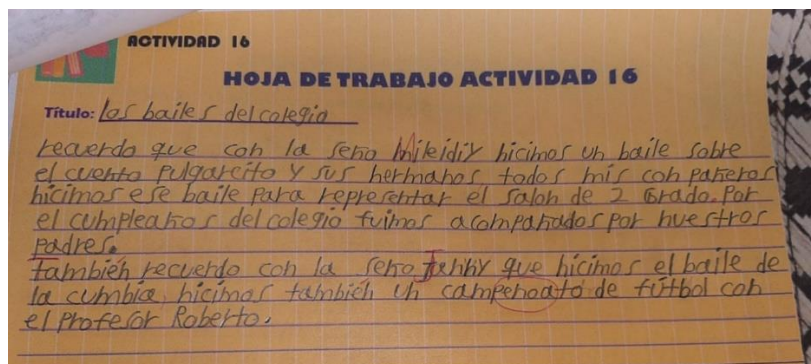 ACTIVIDAD 16
HOJA DE TRABAJO ACTIVIDAD 16
Título: los bailes del colegio
recuerdo que con la seño Mileidiy hicimos un baile sobre
el cuento pulgarcito y sus hermanos todos mis compañeros
hicimos ese baile para representar el salon de 2 Grado. Por
el cumpleaños del colegio fuimos acompañados por nuestros
padres.
también recuerdo con la seño que hicimos el baile de
la cumbia, hicimos también un campenoato de fútbol con
el profesor Roberto.